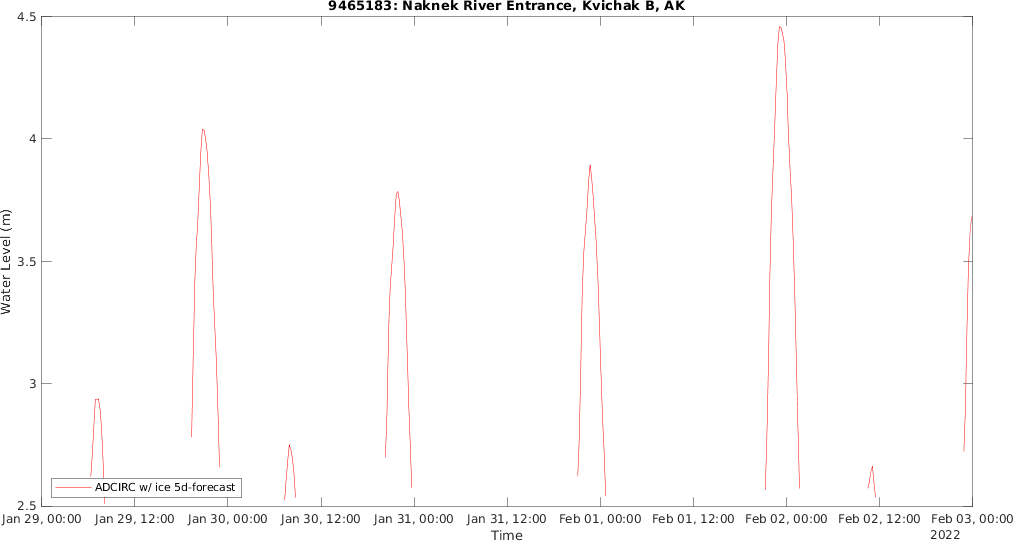 9465183: Naknek River Entrance, Kvichak B, AK
4.5
4
3.5
3
2.5
Water Level (m)
ADCIRC w/ ice 5d-forecast
Jan 29, 00:00 Jan 29, 12:00 Jan 30, 00:00 Jan 30, 12:00 Jan 31, 00:00 Jan 31, 12:00 Feb 01, 00:00 Feb 01, 12:00 Feb 02, 00:00 Feb 02, 12:00 Feb 03, 00:00
Time
2022